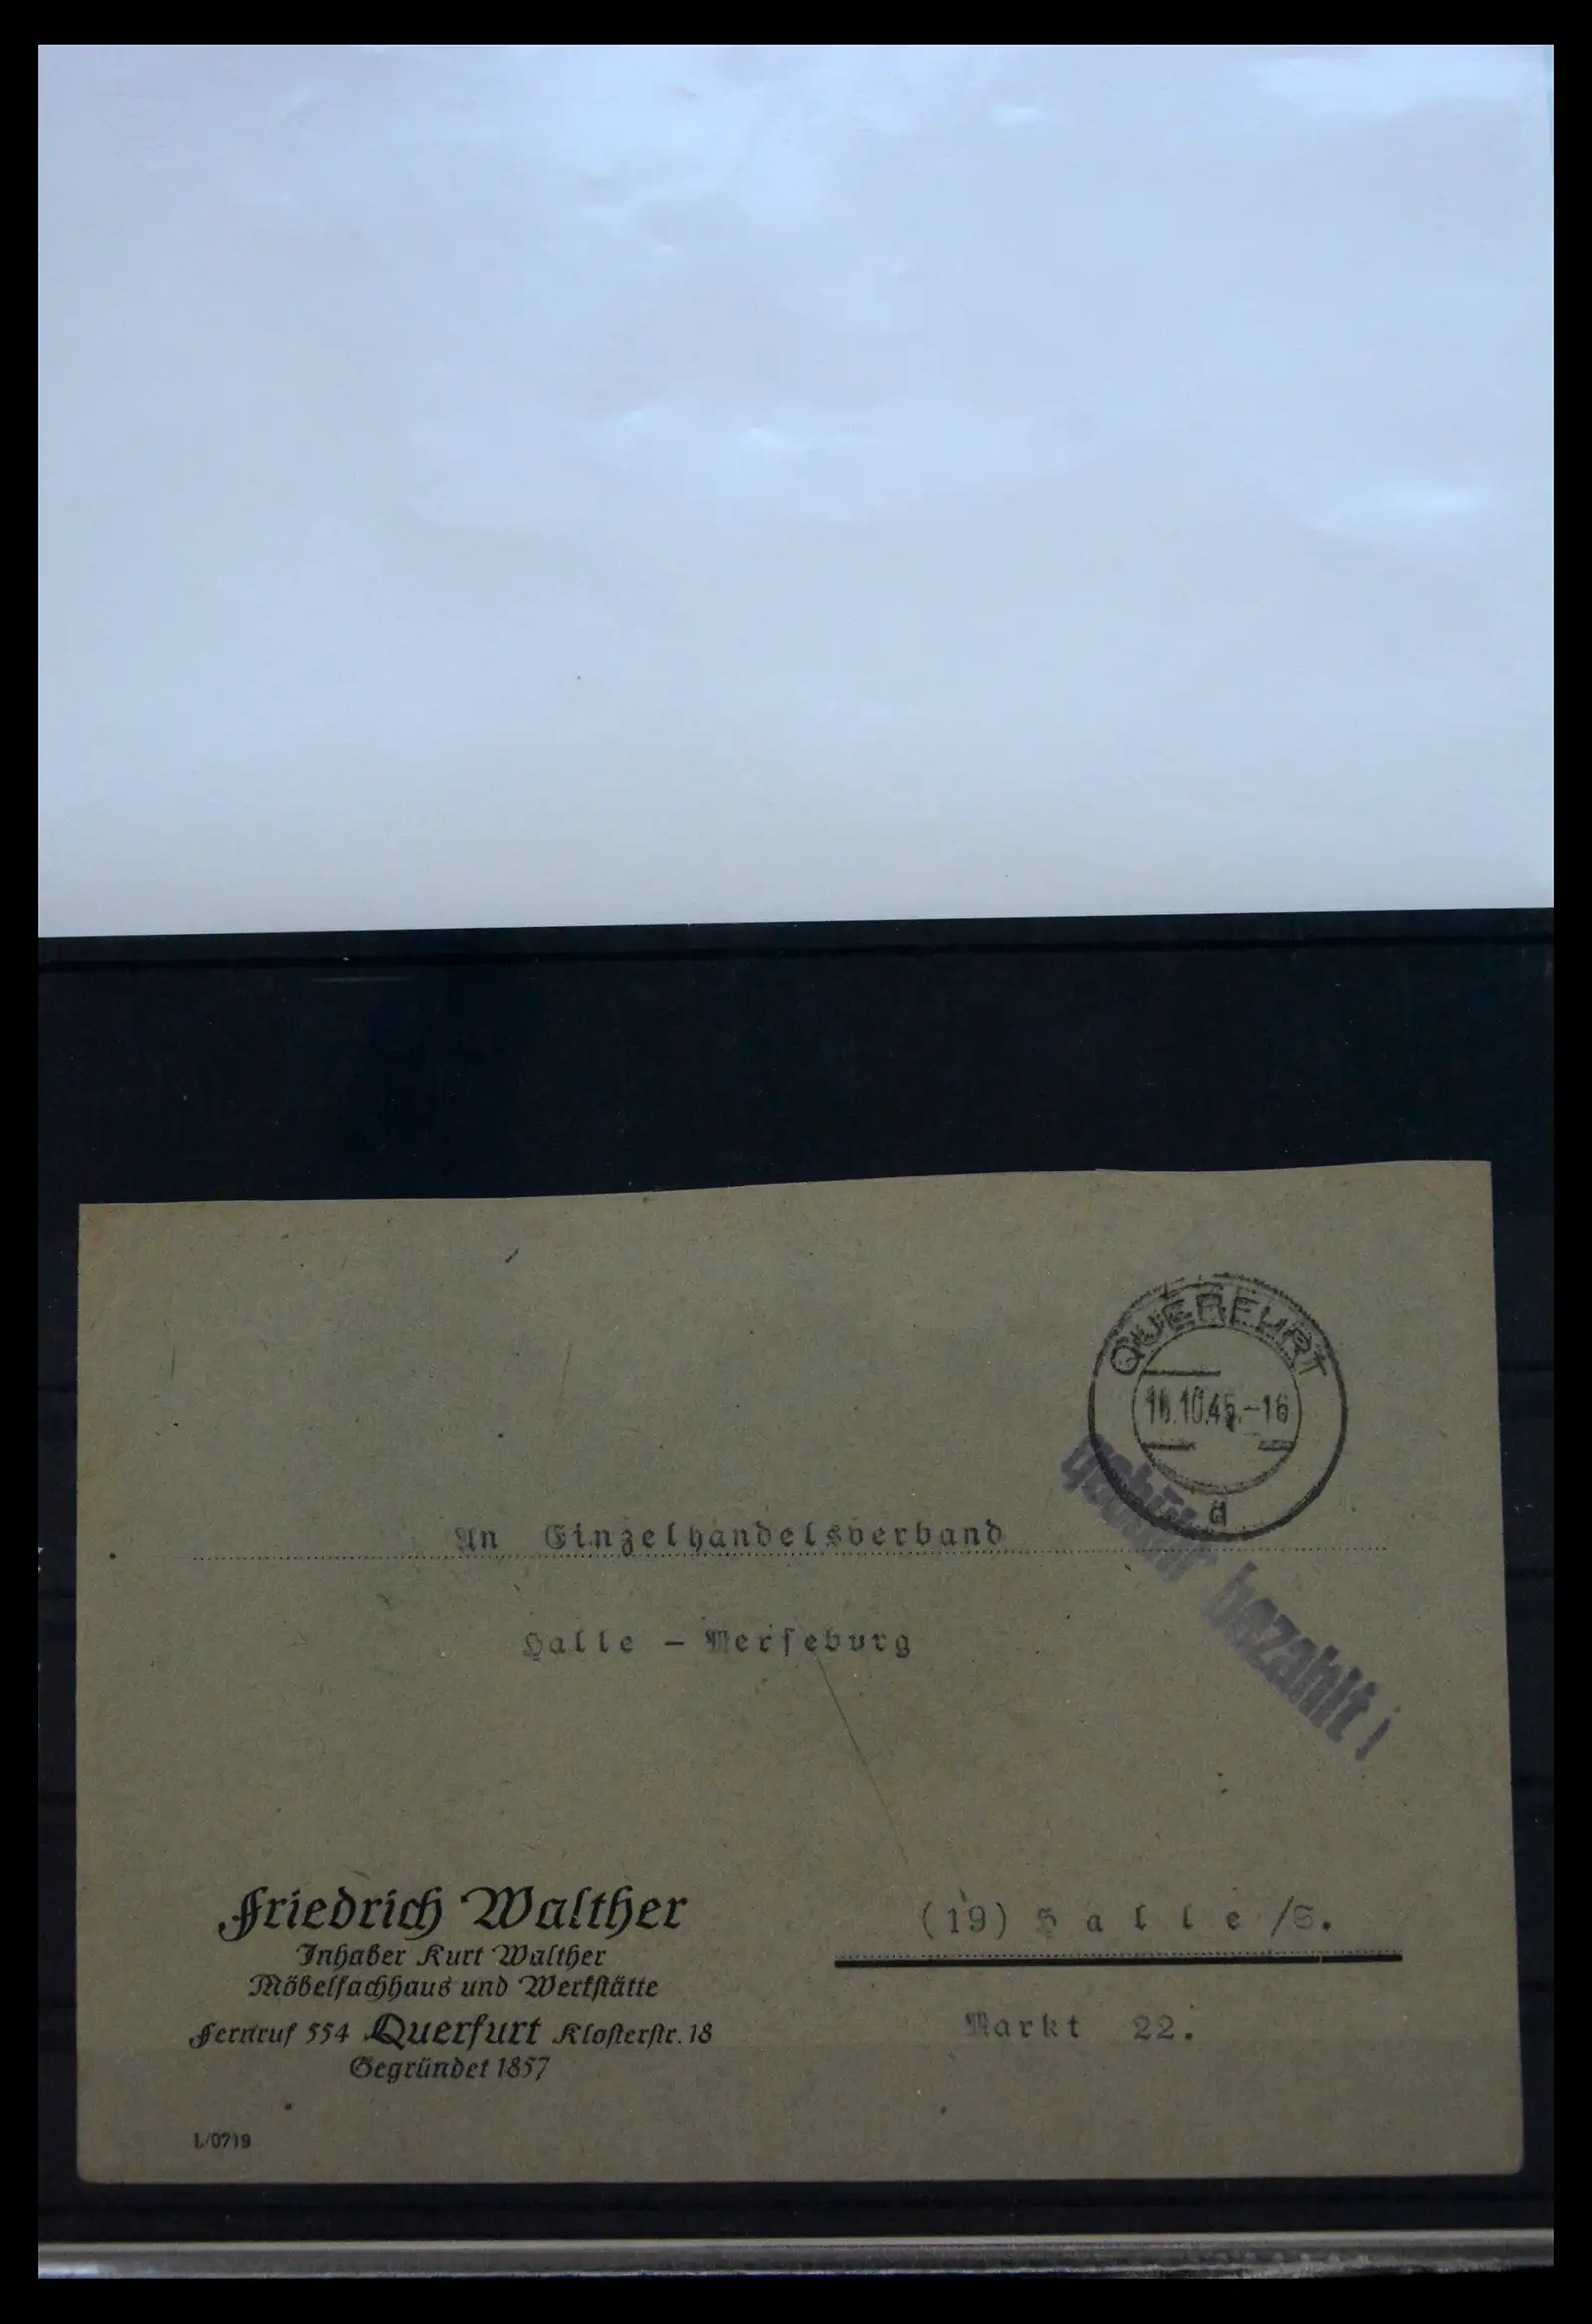 QUERFURT
10.45.-16
a
gebühr bezahlt!
An Einzelhandelsverband
Halle - Merseburg
(19) Halle/S.
Markt 22.
Friedrich Walther
Inhaber Kurt Walther
Möbelfachhaus und Werkstätte
Fernruf 554 Querfurt Klosterstr. 18
Gegründet 1857
L/0719